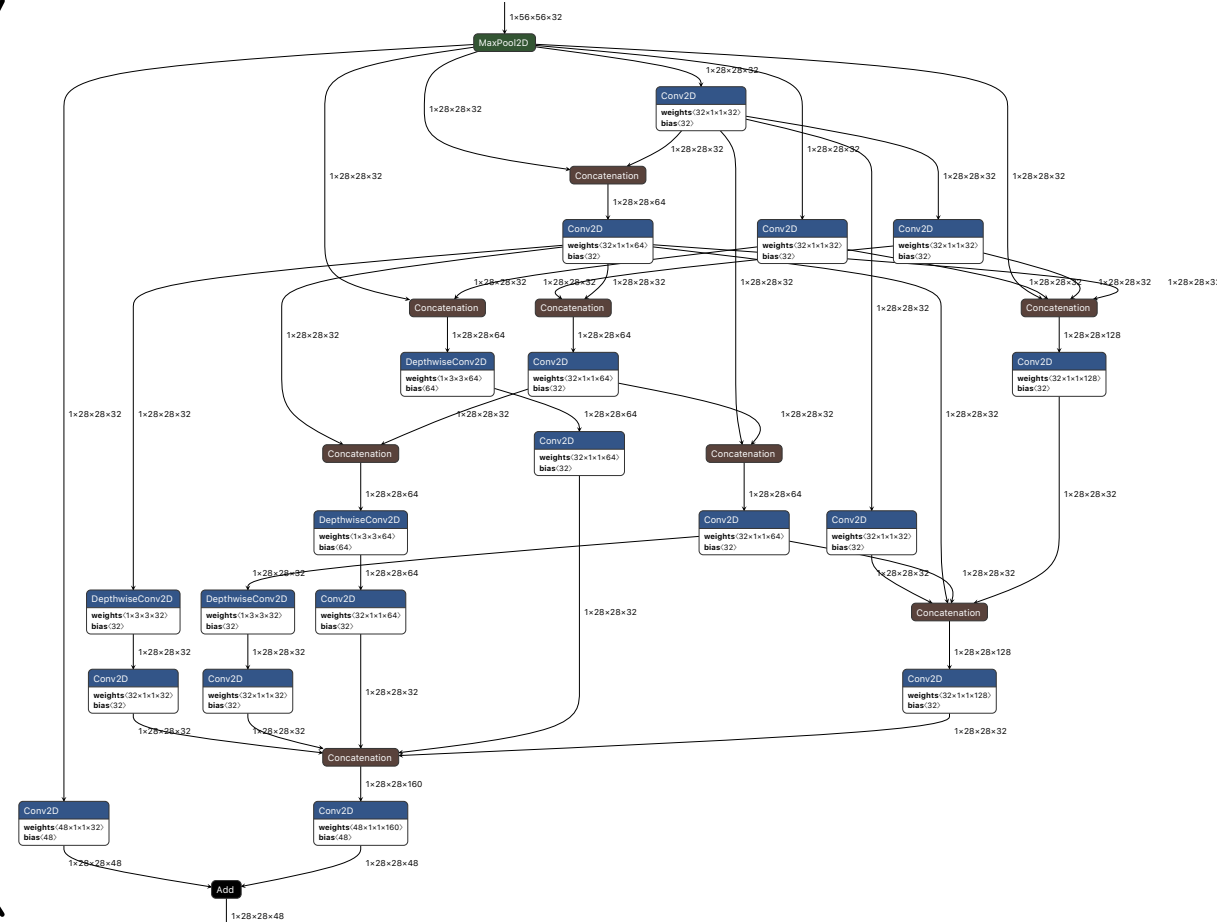 1×56×56×32
MaxPool2D
1×28×28×32
Conv2D
weights⟨32×1×1×32⟩
bias⟨32⟩
1×28×28×32
1×28×28×32
1×28×28×32
Concatenation
1×28×28×32
1×28×28×32
1×28×28×32
1×28×28×64
Conv2D
weights⟨32×1×1×64⟩
bias⟨32⟩
Conv2D
weights⟨32×1×1×32⟩
bias⟨32⟩
Conv2D
weights⟨32×1×1×32⟩
bias⟨32⟩
1×28×28×32
1×28×28×32
1×28×28×32
1×28×28×32
1×28×28×32
1×28×28×32
Concatenation
Concatenation
1×28×28×32
Concatenation
1×28×28×32
1×28×28×64
1×28×28×64
1×28×28×128
DepthwiseConv2D
weights⟨1×3×3×64⟩
bias⟨64⟩
Conv2D
weights⟨32×1×1×64⟩
bias⟨32⟩
Conv2D
weights⟨32×1×1×128⟩
bias⟨32⟩
1×28×28×32
1×28×28×32
1×28×28×32
1×28×28×64
1×28×28×32
1×28×28×32
Conv2D
weights⟨32×1×1×64⟩
bias⟨32⟩
Concatenation
Concatenation
1×28×28×64
1×28×28×64
1×28×28×32
DepthwiseConv2D
weights⟨1×3×3×64⟩
bias⟨64⟩
Conv2D
weights⟨32×1×1×64⟩
bias⟨32⟩
Conv2D
weights⟨32×1×1×32⟩
bias⟨32⟩
1×28×28×32
1×28×28×64
1×28×28×32
1×28×28×32
DepthwiseConv2D
weights⟨1×3×3×32⟩
bias⟨32⟩
DepthwiseConv2D
weights⟨1×3×3×32⟩
bias⟨32⟩
Conv2D
weights⟨32×1×1×64⟩
bias⟨32⟩
1×28×28×32
Concatenation
1×28×28×32
1×28×28×32
1×28×28×128
Conv2D
weights⟨32×1×1×32⟩
bias⟨32⟩
Conv2D
weights⟨32×1×1×32⟩
bias⟨32⟩
1×28×28×32
Conv2D
weights⟨32×1×1×128⟩
bias⟨32⟩
1×28×28×32
1×28×28×32
1×28×28×32
Concatenation
1×28×28×160
Conv2D
weights⟨48×1×1×32⟩
bias⟨48⟩
Conv2D
weights⟨48×1×1×160⟩
bias⟨48⟩
1×28×28×48
1×28×28×48
Add
1×28×28×48